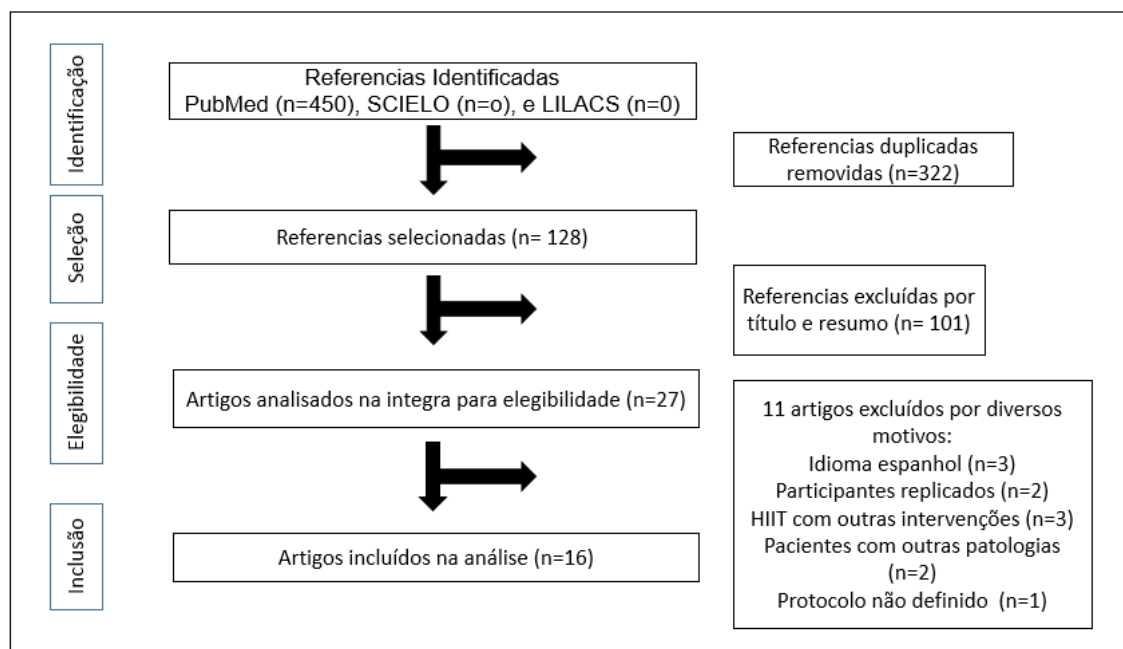 Identificação
Referencias Identificadas
PubMed (n=450), SCIELO (n=o), e LILACS (n=0)
Referencias duplicadas
removidas (n=322)
Seleção
Referencias selecionadas (n= 128)
Referencias excluídas por
título e resumo (n= 101)
Elegibilidade
Artigos analisados na integra para elegibilidade (n=27)
11 artigos excluídos por diversos
motivos:
Idioma espanhol (n=3)
Participantes replicados (n=2)
HIIT com outras intervenções (n=3)
Pacientes com outras patologias
(n=2)
Protocolo não definido (n=1)
Inclusão
Artigos incluídos na análise (n=16)